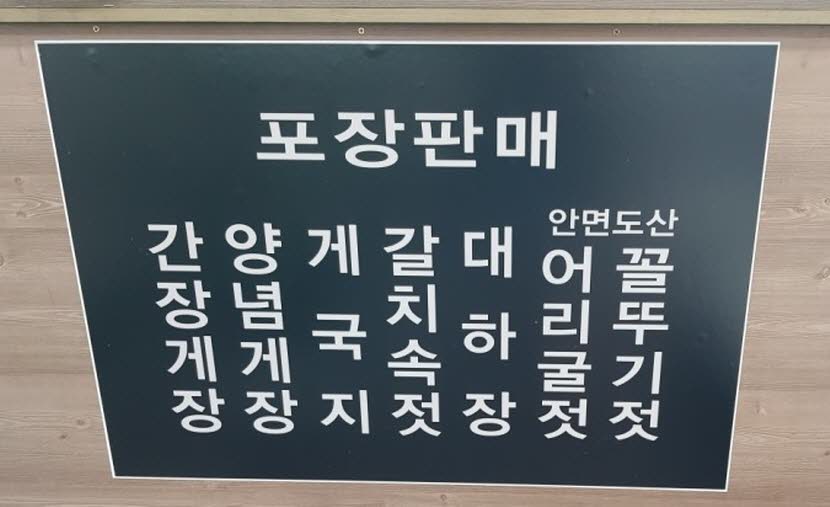 포장판매
간장게장
양념게장
게국지
갈치속젓
대하장
안면도산
어리굴젓
꼴뚜기젓